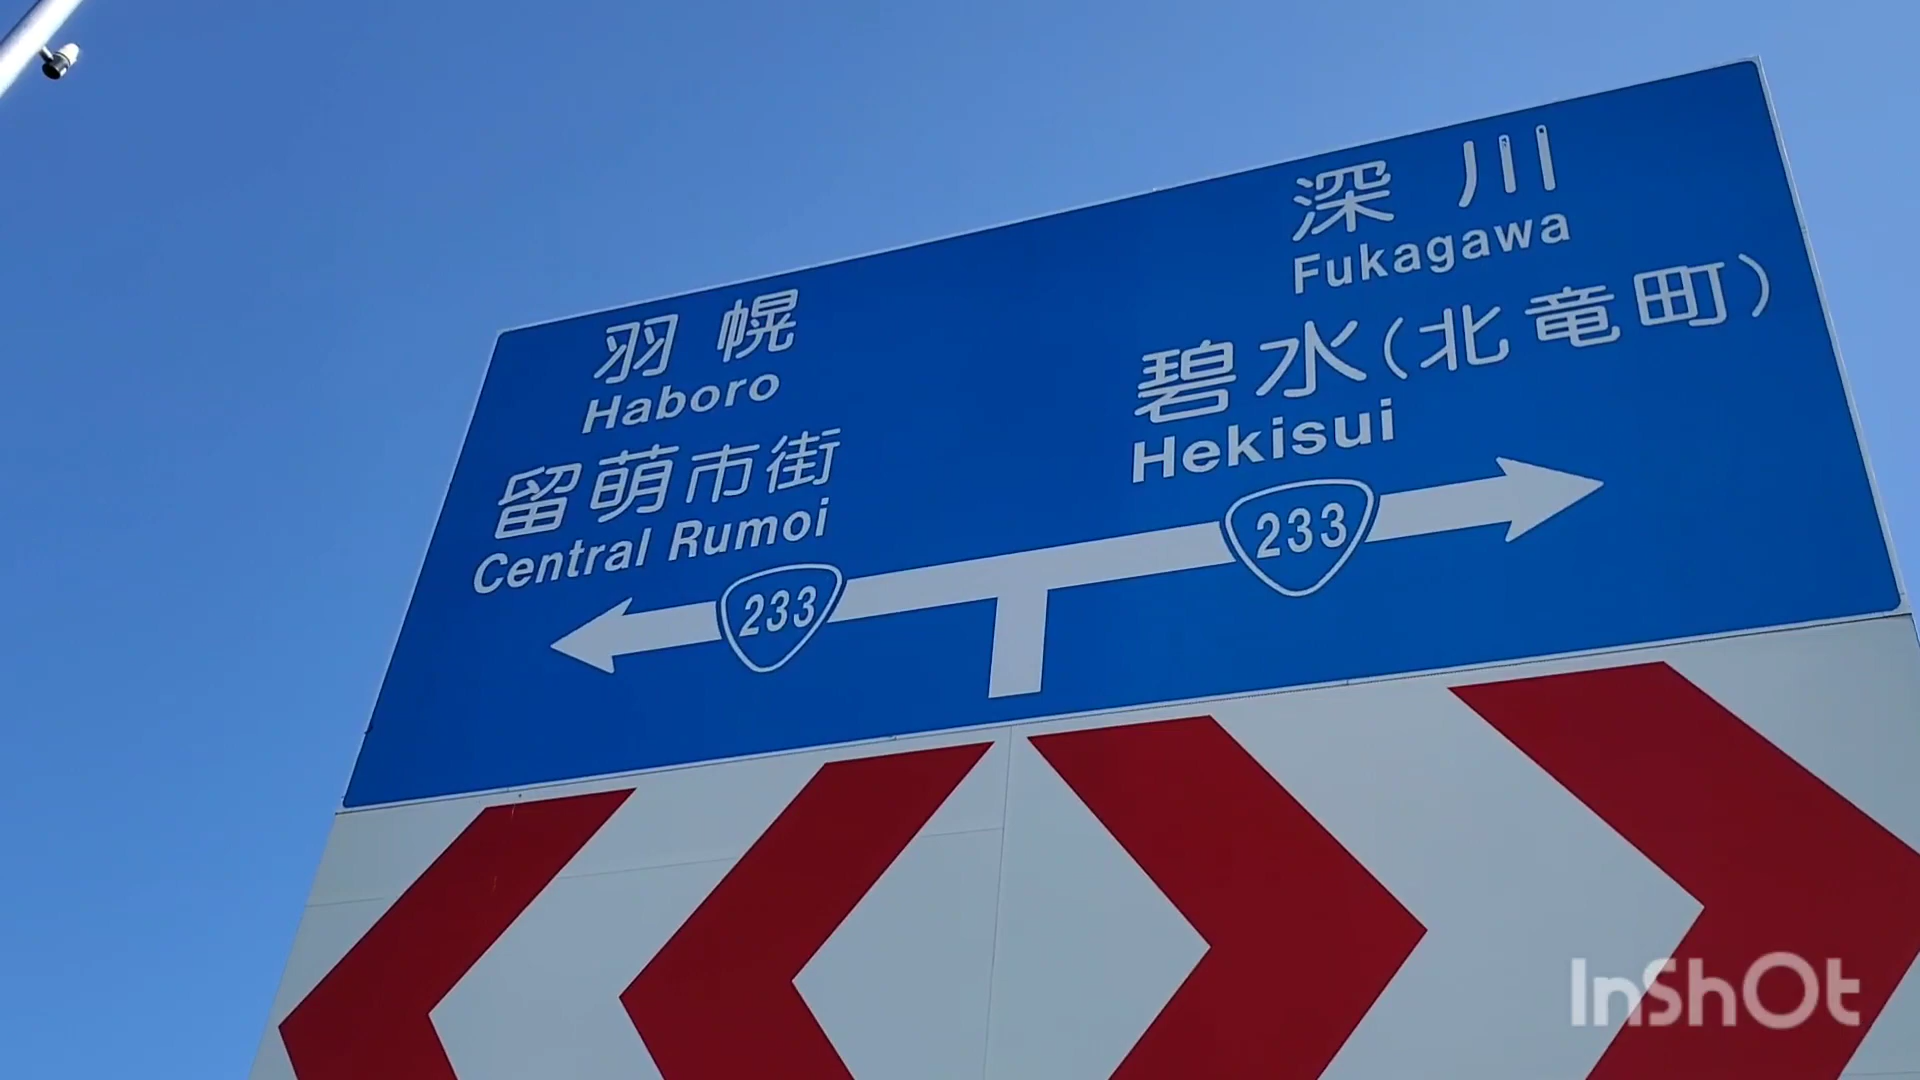 羽幌
Haboro
留萌市街
Central Rumoi
233
深川
Fukagawa
碧水(北竜町)
Hekisui
233
InShOt